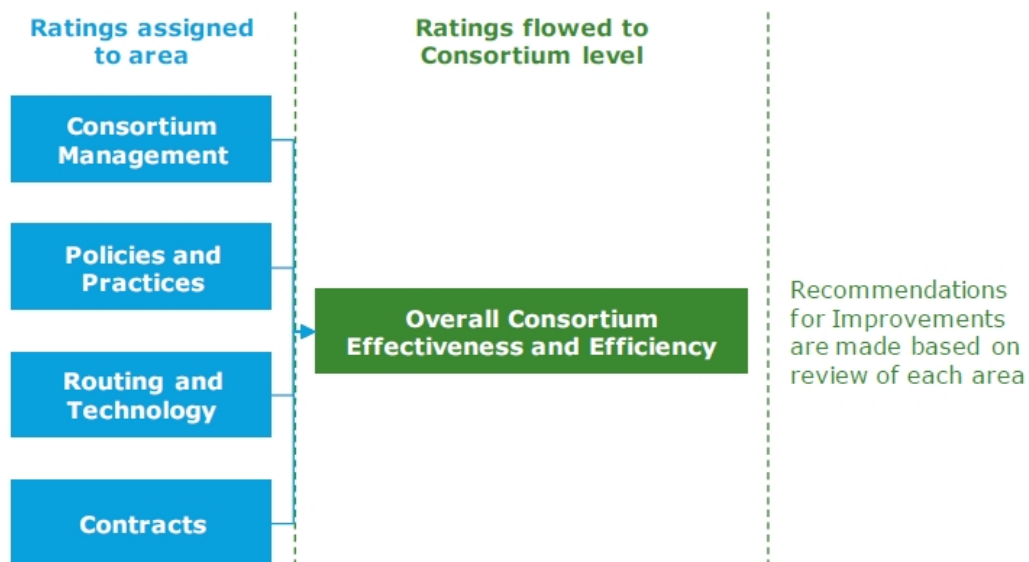 Ratings assigned
to area
Ratings flowed to
Consortium level
Consortium
Management
Policies and
Practices
Routing and
Technology
Contracts
Overall Consortium
Effectiveness and Efficiency
Recommendations
for Improvements
are made based on
review of each area